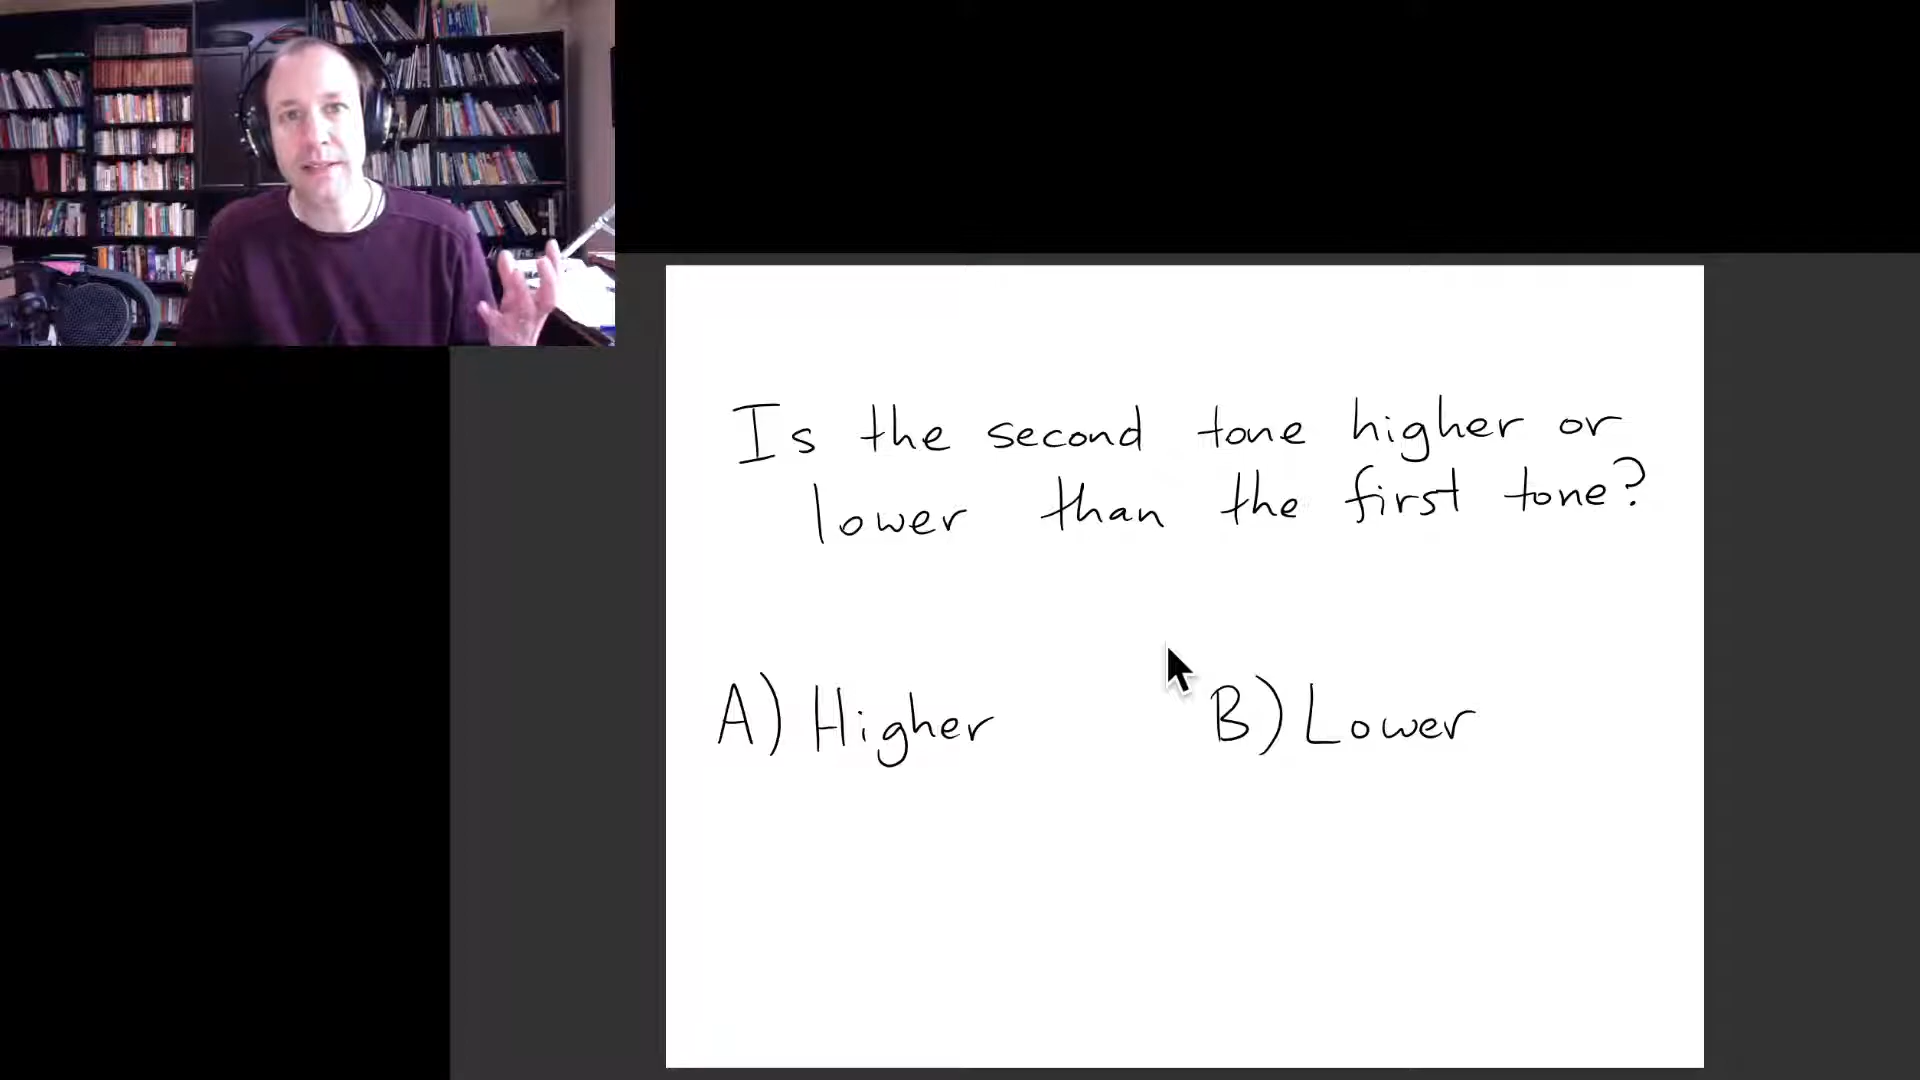 Is the second tone higher or
lower than the first tone?
A) Higher
B) Lower